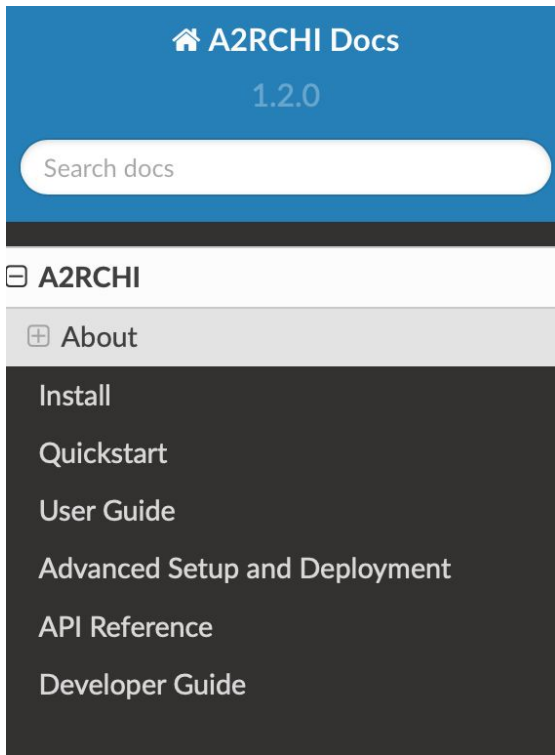 A2RCHI Docs
1.2.0
Search docs
A2RCHI
About
Install
Quickstart
User Guide
Advanced Setup and Deployment
API Reference
Developer Guide